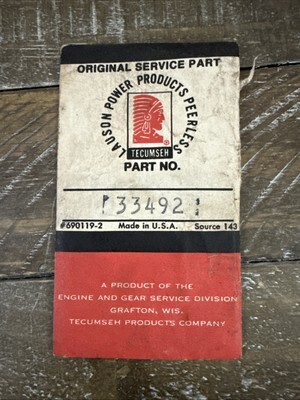 ORIGINAL SERVICE PART
LAUSON POWER PRODUCTS PEERLESS
®
TECUMSEH
PART NO.
33492
#690119-2 Made in U.S.A. Source 143
A PRODUCT OF THE
ENGINE AND GEAR SERVICE DIVISION
GRAFTON, WIS.
TECUMSEH PRODUCTS COMPANY